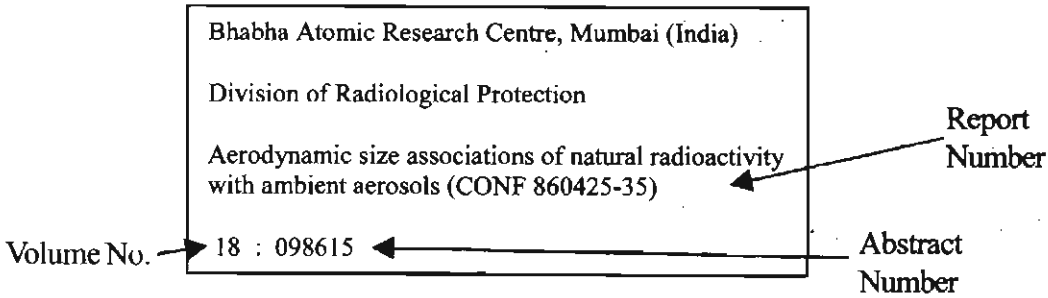 Bhabha Atomic Research Centre, Mumbai (India)
Division of Radiological Protection
Aerodynamic size associations of natural radioactivity
with ambient aerosols (CONF 860425-35)
Report
Number
Volume No.
18 : 098615
Abstract
Number